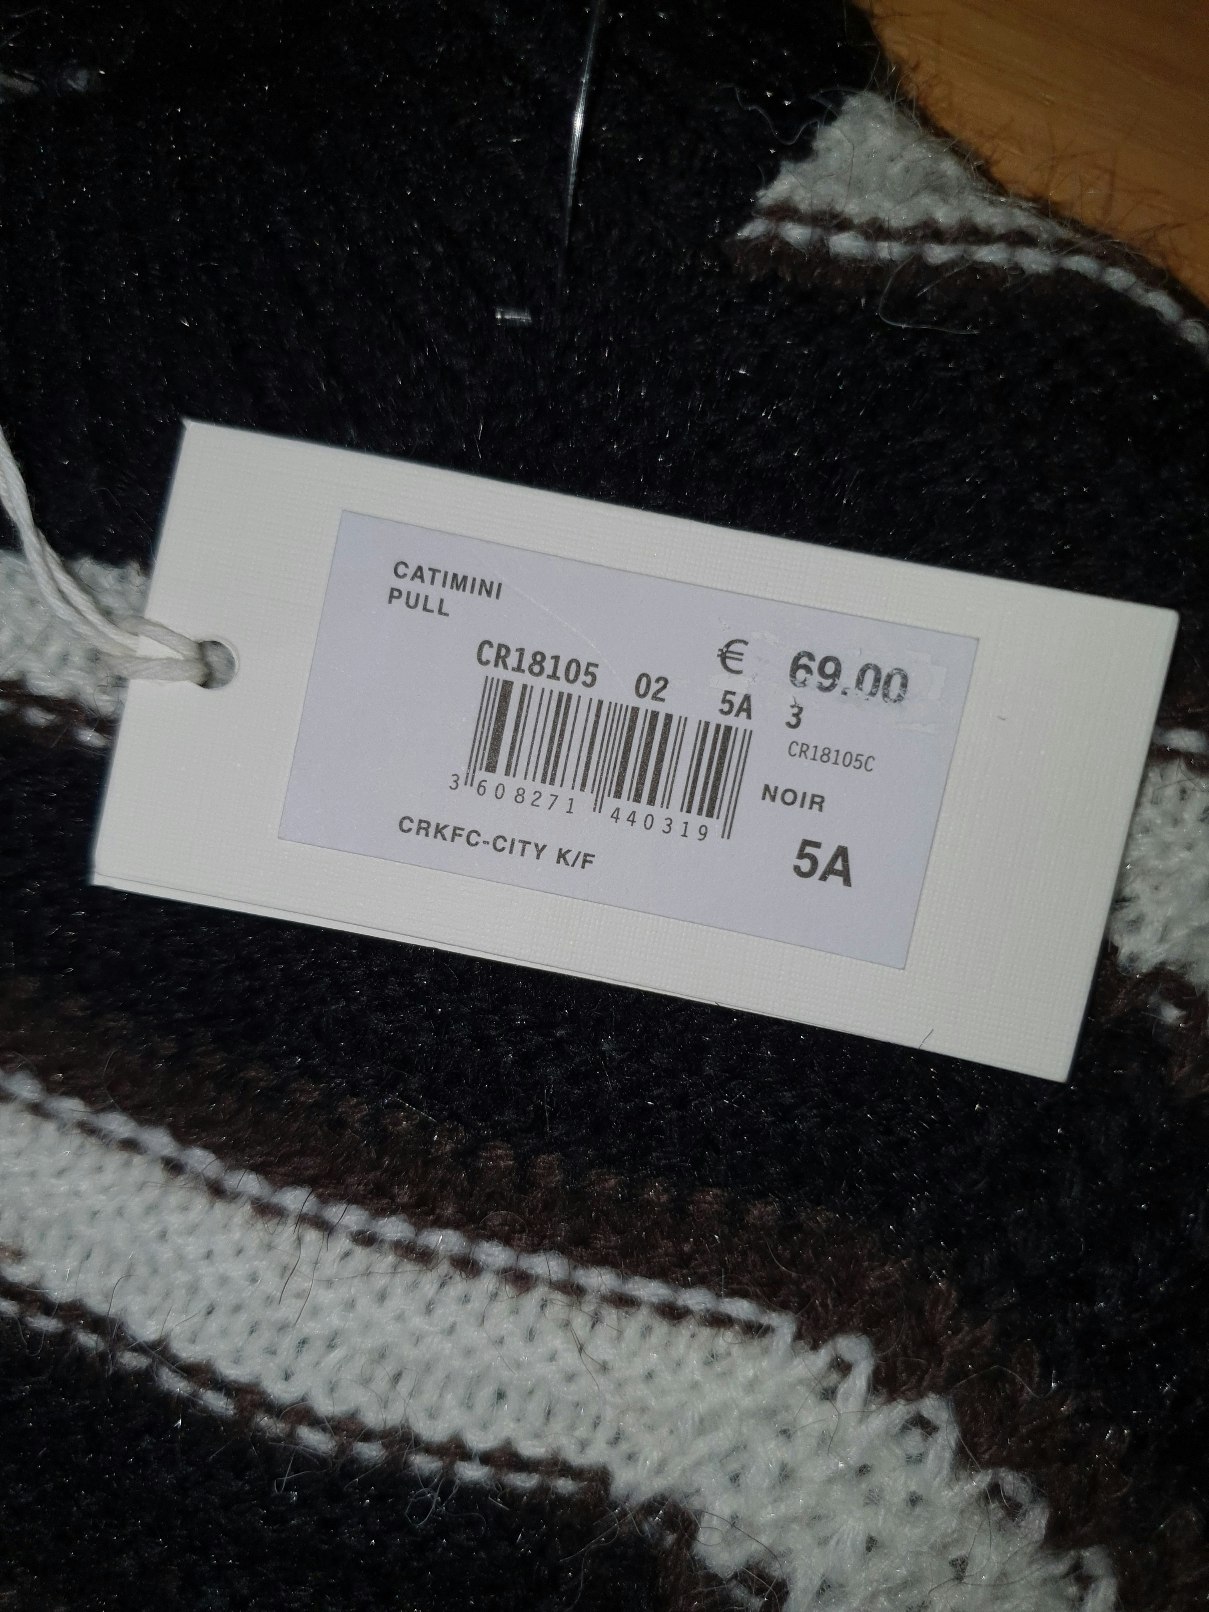 CATIMINI
PULL
€ 69.00
CR18105 02 5A 3
CR18105C
3 608271 440319
NOIR
CRKFC-CITY K/F
5A